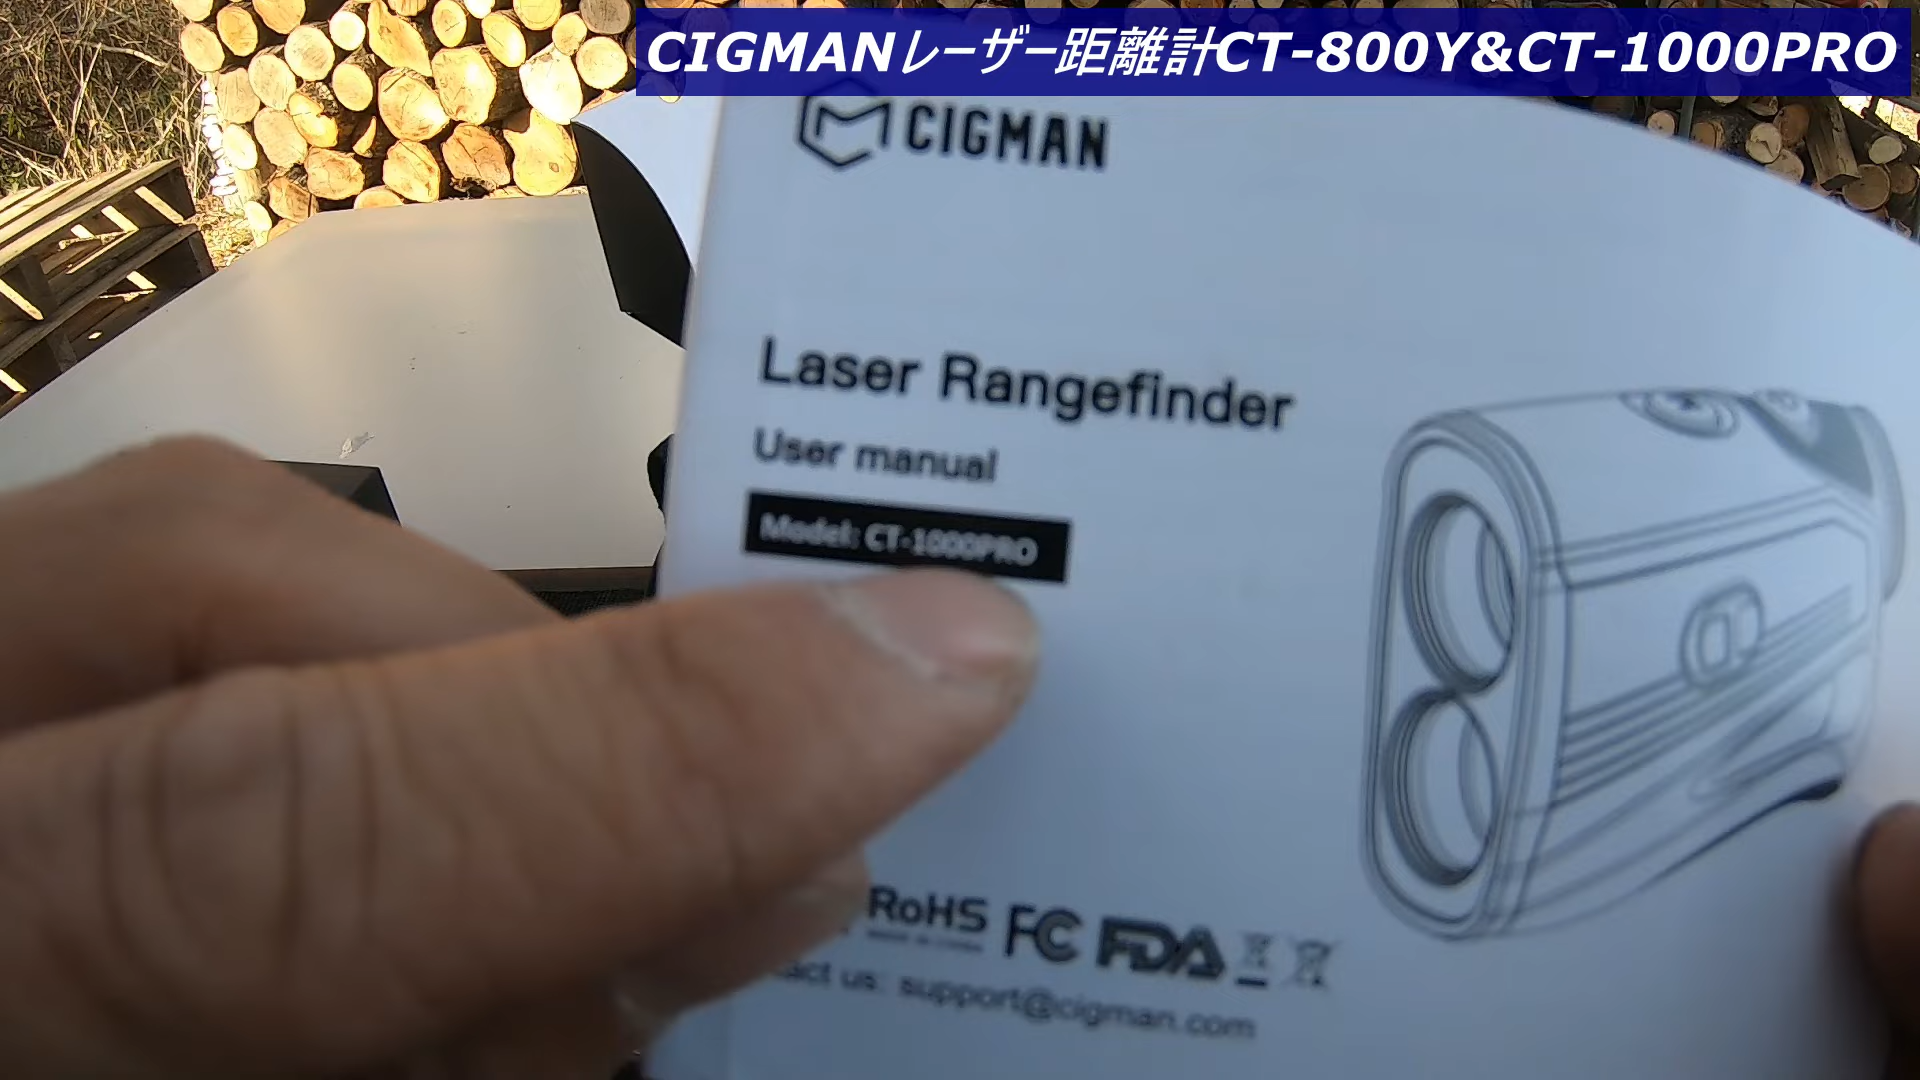 CIGMANレーザー距離計CT-800Y&CT-1000PRO
CIGMAN
Laser Rangefinder
User manual
Model: CT-1000PRO
RoHS FC FDA
us: support@cigman.com